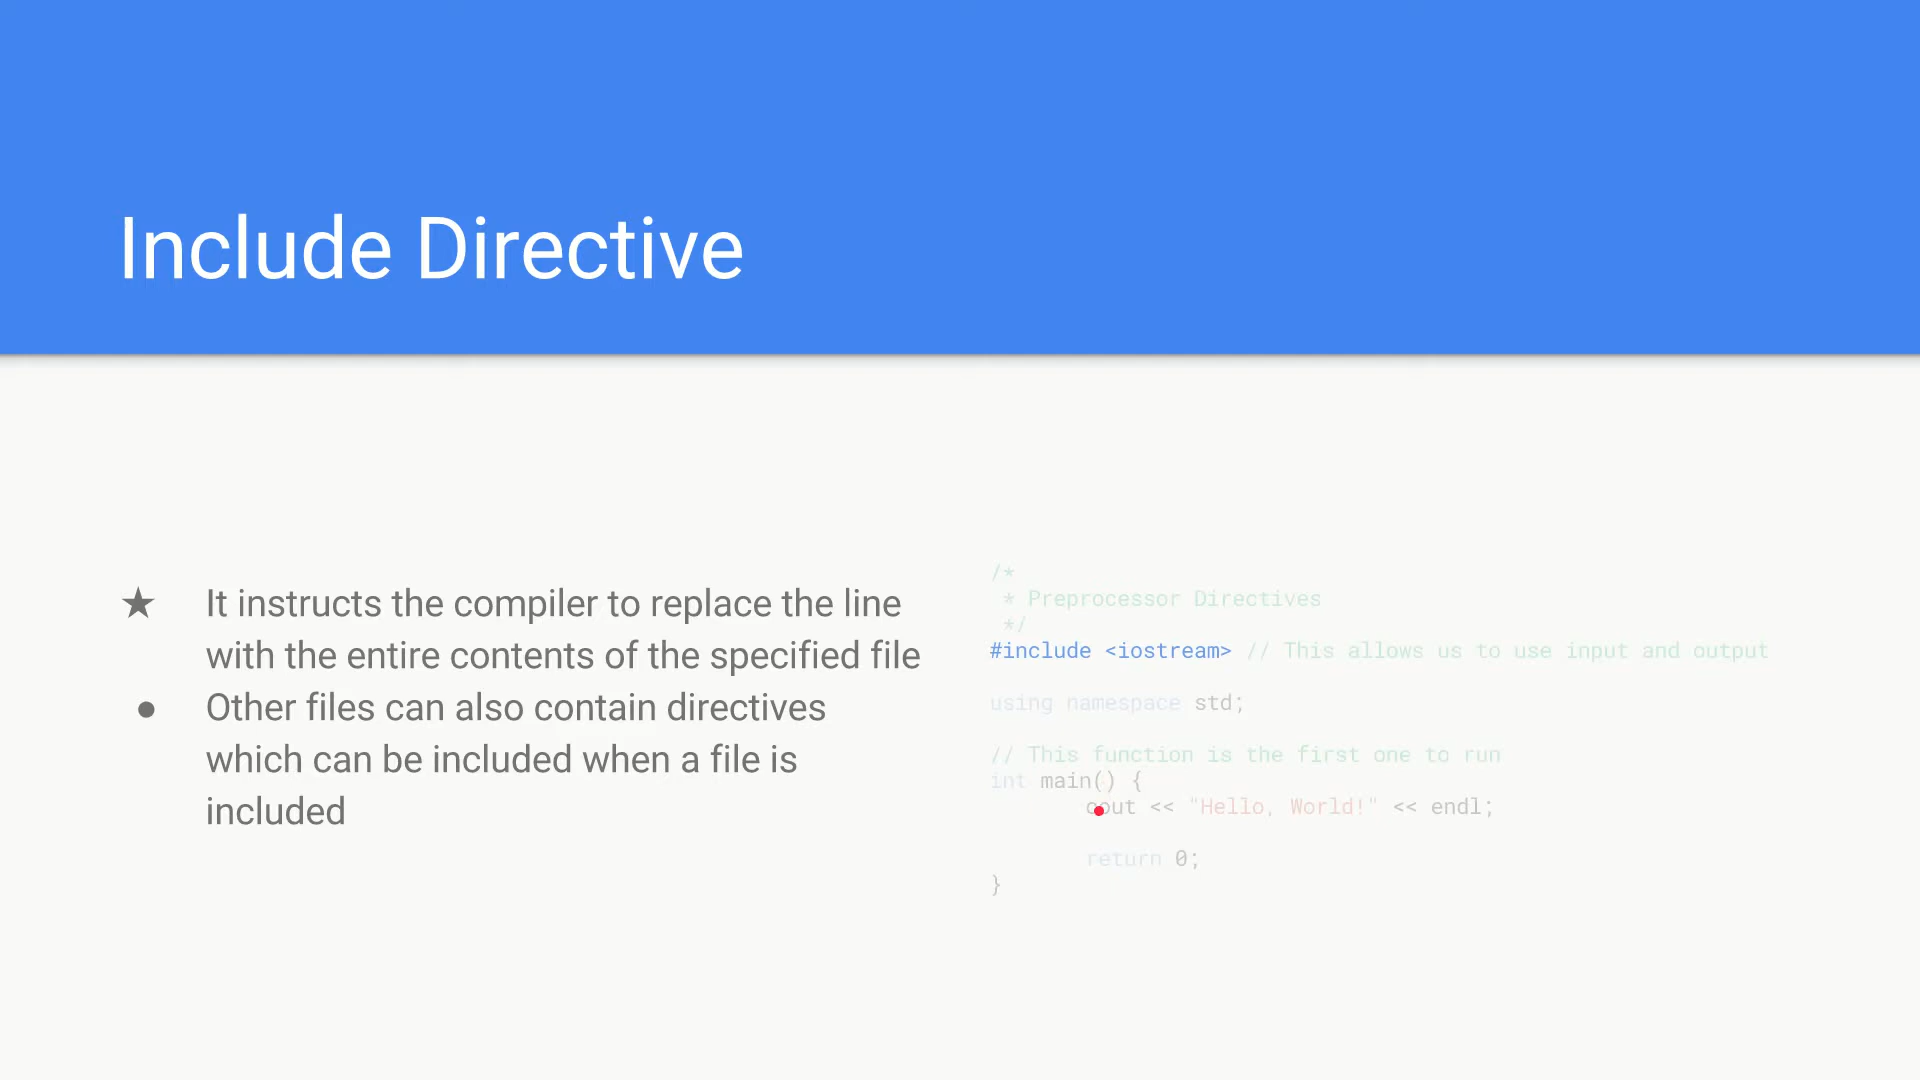 Include Directive
★ It instructs the compiler to replace the line
with the entire contents of the specified file
● Other files can also contain directives
which can be included when a file is
included
/*
* Preprocessor Directives
*/
#include <iostream> // This allows us to use input and output
using namespace std;
// This function is the first one to run
int main() {
cout << "Hello, World!" << endl;
return 0;
}